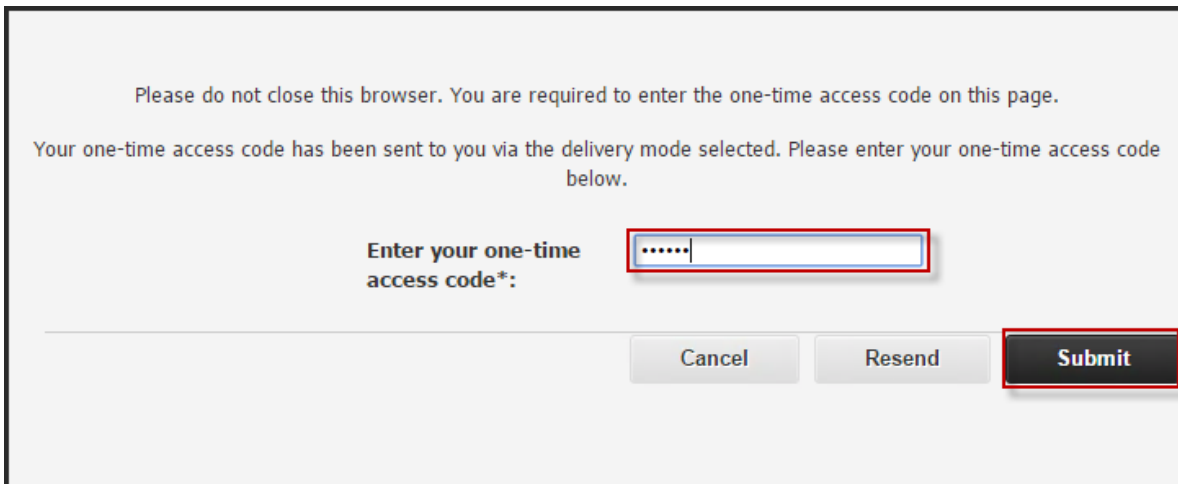 Please do not close this browser. You are required to enter the one-time access code on this page.
Your one-time access code has been sent to you via the delivery mode selected. Please enter your one-time access code
below.
Enter your one-time
access code*:
••••••
Cancel
Resend
Submit